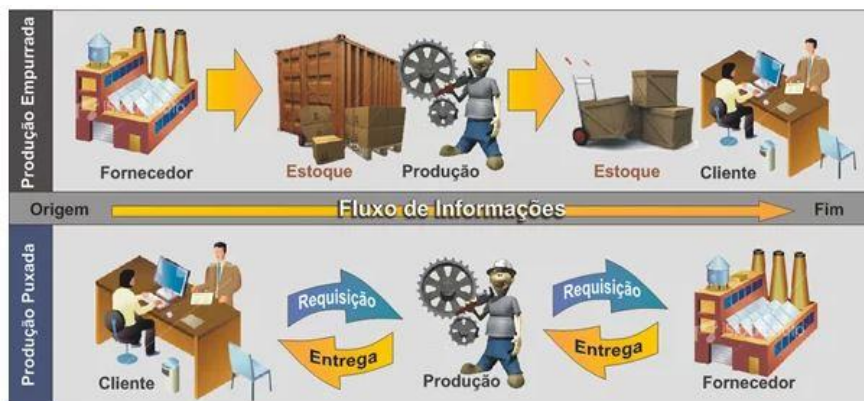 Produção Empurrada
Fornecedor
Estoque
Produção
Estoque
Cliente
Origem
Fluxo de Informações
Fim
Produção Puxada
Requisição
Requisição
Entrega
Entrega
Cliente
Produção
Fornecedor